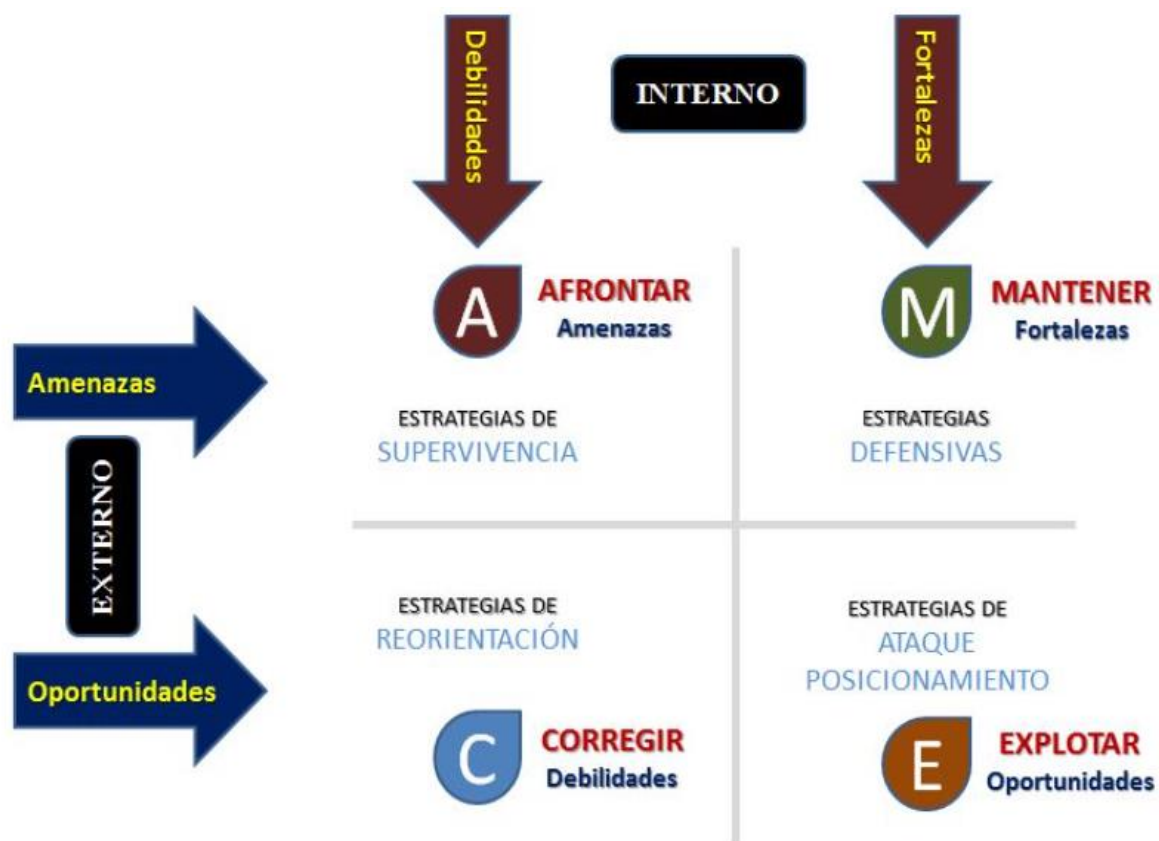 Debilidades
INTERNO
Fortalezas
A
AFRONTAR
Amenazas
M
MANTENER
Fortalezas
Amenazas
ESTRATEGIAS DE
SUPERVIVENCIA
ESTRATEGIAS
DEFENSIVAS
EXTERNO
ESTRATEGIAS DE
REORIENTACIÓN
ESTRATEGIAS DE
ATAQUE
POSICIONAMIENTO
Oportunidades
C
CORREGIR
Debilidades
E
EXPLOTAR
Oportunidades